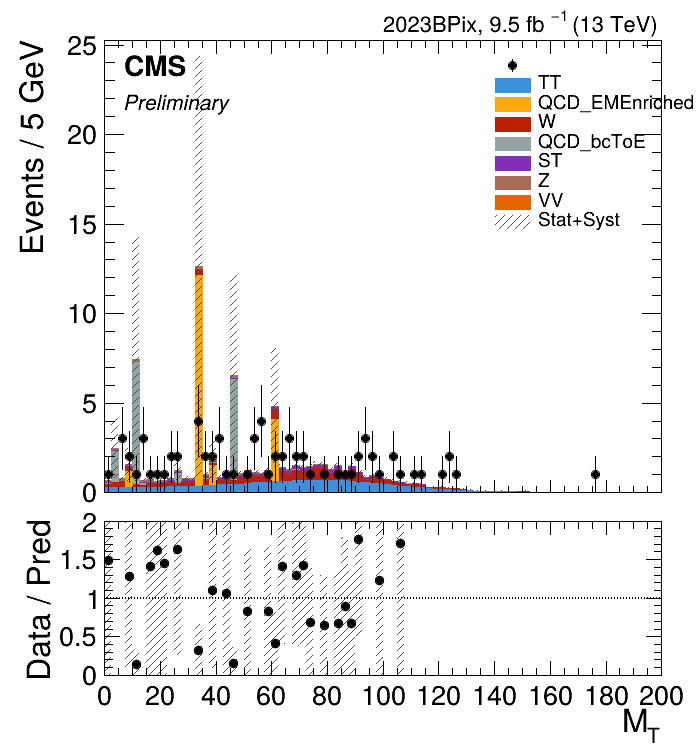 2023BPix, 9.5 fb ⁻¹ (13 TeV)
CMS
Preliminary
Events / 5 GeV
25
20
15
10
5
0
TT
QCD_EMEnriched
W
QCD_bcToE
ST
Z
VV
Stat+Syst
Data / Pred
2
1.5
1
0.5
0
0 20 40 60 80 100 120 140 160 180 200
M_T